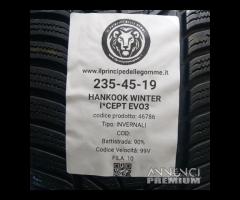 www.ilprincipedellegomme.it
235-45-19
HANKOOK WINTER
I*CEPT EVO3
codice prodotto: 46786
Tipo: INVERNALI
COD:
Battistrada: 90%
Codice Velocità: 99V
FILA 10
ANNUNCI
PREMIUM